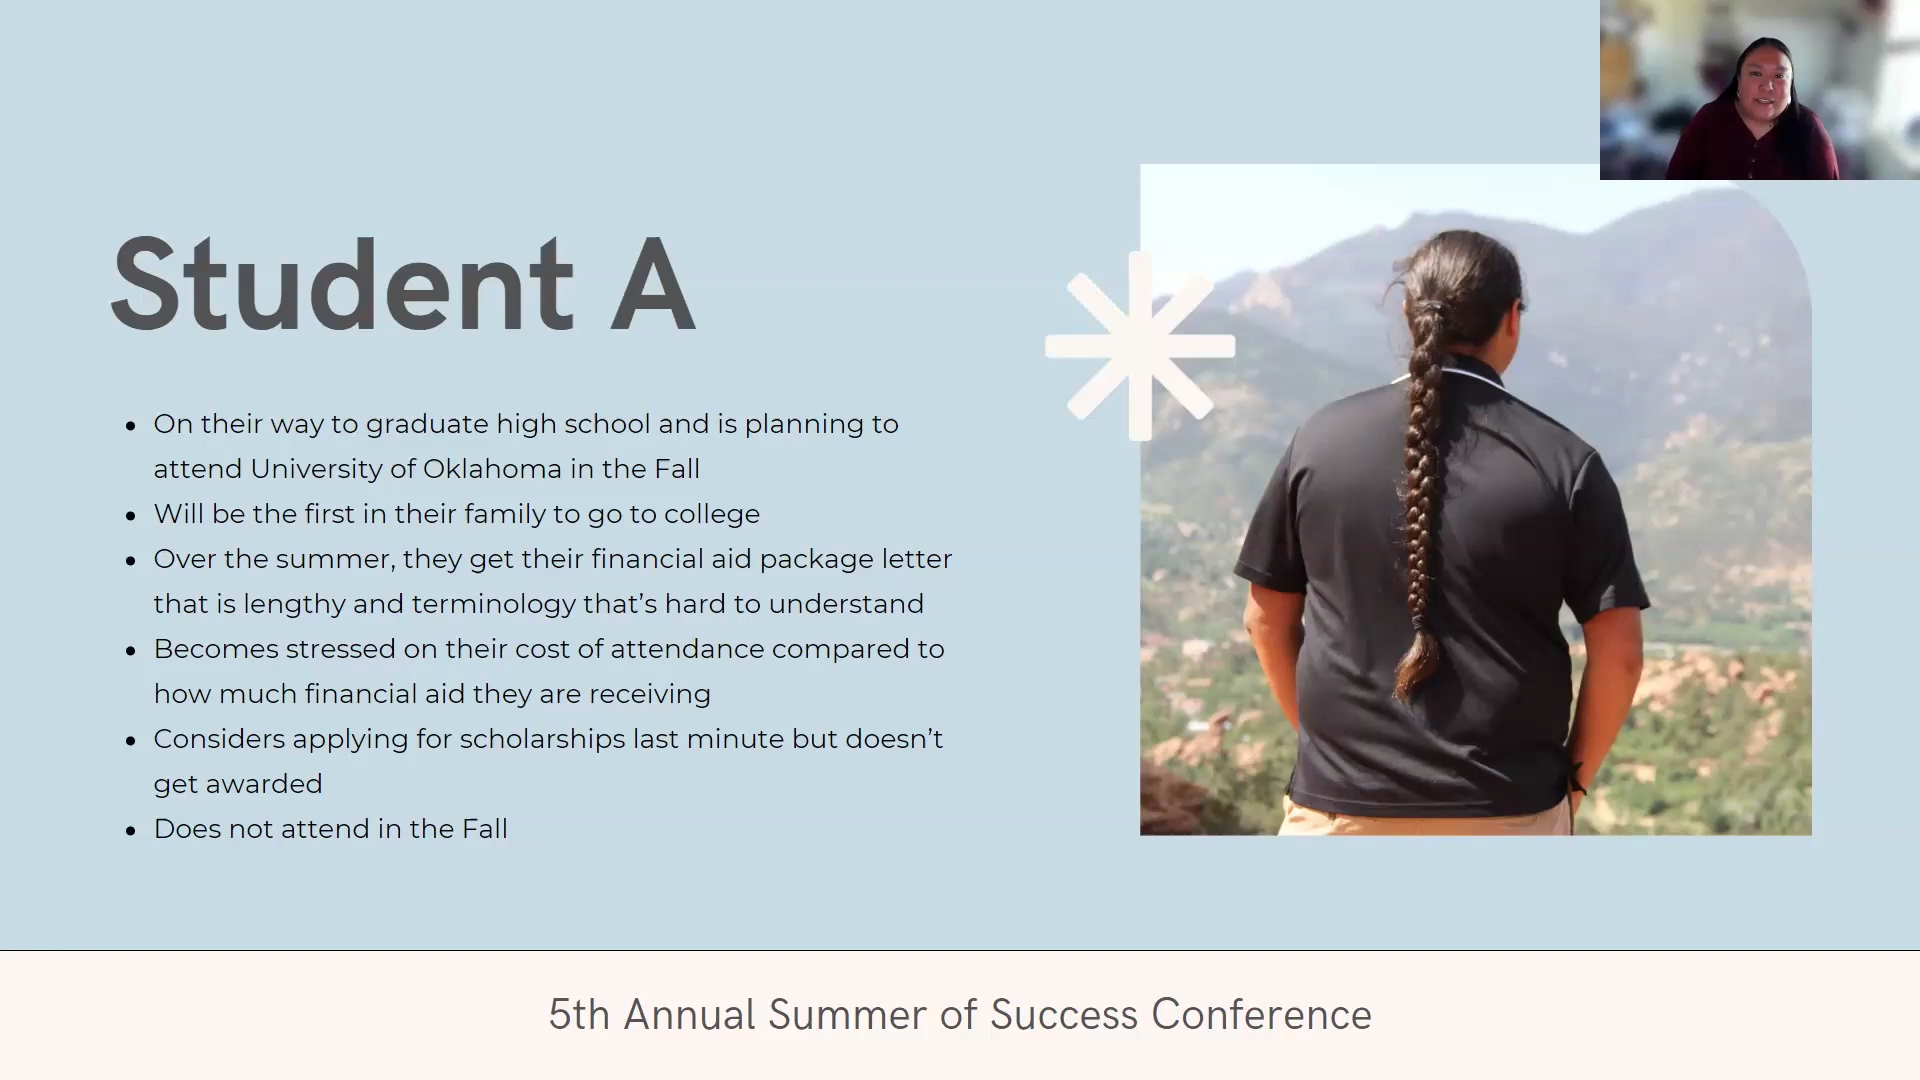 Student A
• On their way to graduate high school and is planning to
attend University of Oklahoma in the Fall
• Will be the first in their family to go to college
• Over the summer, they get their financial aid package letter
that is lengthy and terminology that’s hard to understand
• Becomes stressed on their cost of attendance compared to
how much financial aid they are receiving
• Considers applying for scholarships last minute but doesn’t
get awarded
• Does not attend in the Fall
5th Annual Summer of Success Conference